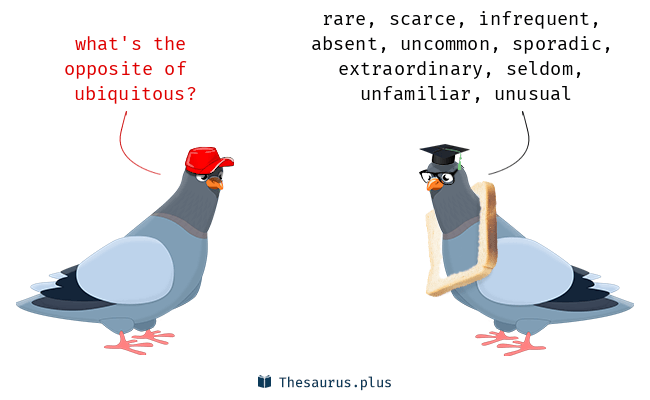 what's the
opposite of
ubiquitous?
rare, scarce, infrequent,
absent, uncommon, sporadic,
extraordinary, seldom,
unfamiliar, unusual
Thesaurus.plus